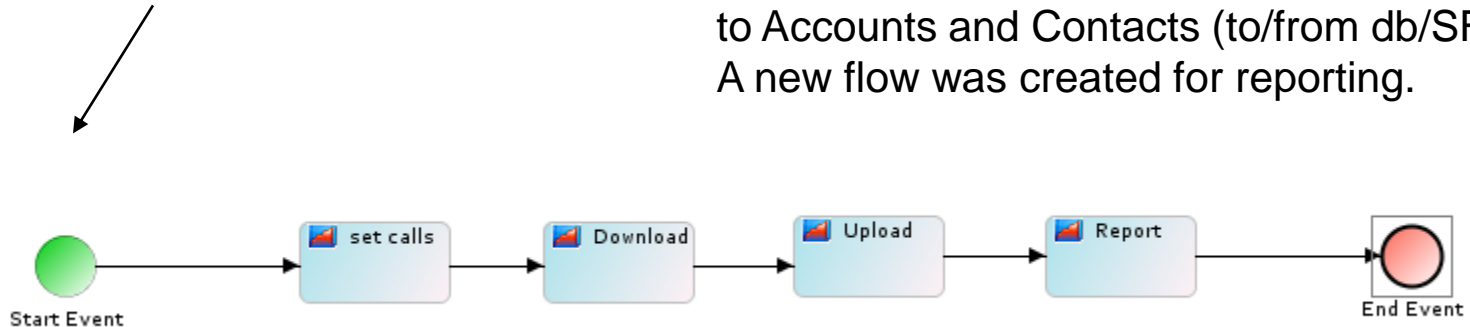 to Accounts and Contacts (to/from db/SF
A new flow was created for reporting.
set calls
Download
Upload
Report
Start Event
End Event